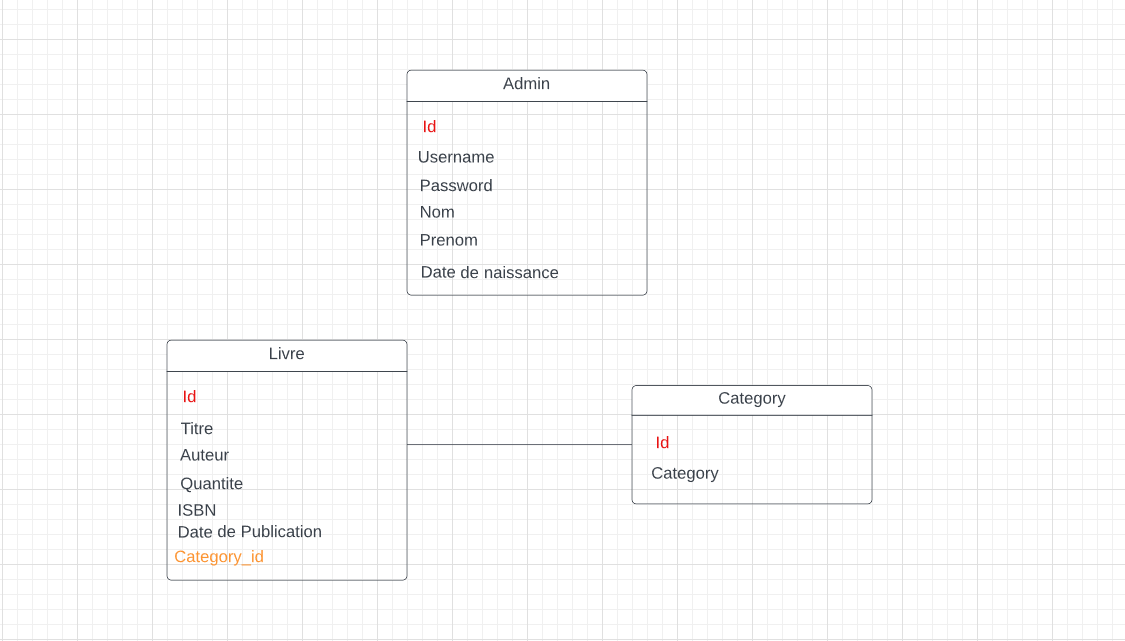 Admin
Id
Username
Password
Nom
Prenom
Date de naissance
Livre
Id
Titre
Auteur
Quantite
ISBN
Date de Publication
Category_id
Category
Id
Category